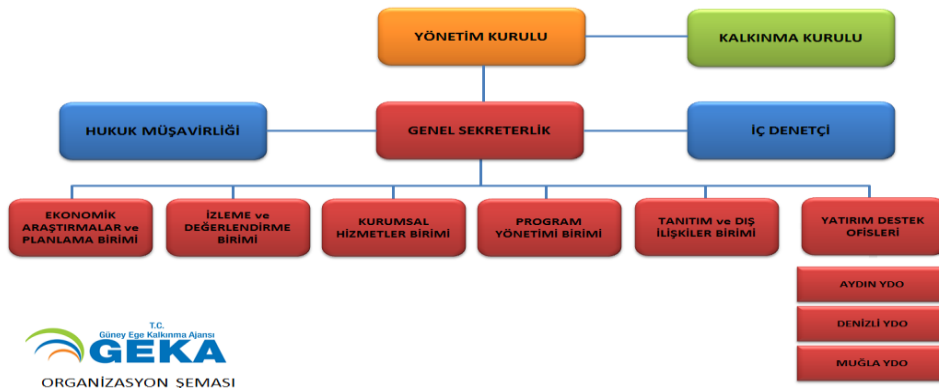 YÖNETİM KURULU
KALKINMA KURULU
HUKUK MÜŞAVİRLİĞİ
GENEL SEKRETERLİK
İÇ DENETÇİ
EKONOMİK
ARAŞTIRMALAR ve
PLANLAMA BİRİMİ
İZLEME ve
DEĞERLENDİRME
BİRİMİ
KURUMSAL
HİZMETLER BİRİMİ
PROGRAM
YÖNETİMİ BİRİMİ
TANITIM ve DIŞ
İLİŞKİLER BİRİMİ
YATIRIM DESTEK
OFİSLERİ
AYDIN YDO
DENİZLİ YDO
MUĞLA YDO
T.C.
Güney Ege Kalkınma Ajansı
GEKA
ORGANİZASYON ŞEMASI